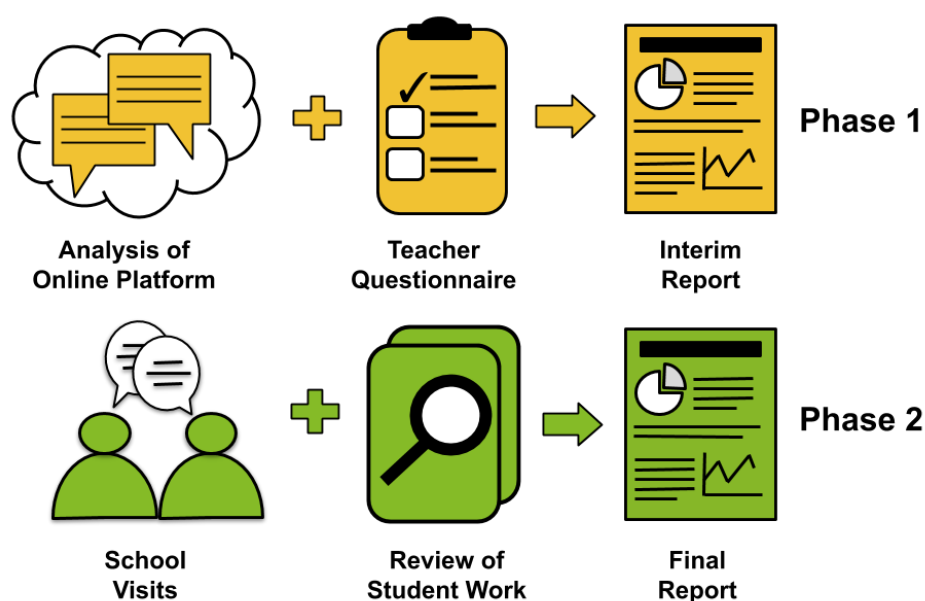 Phase 1
Analysis of
Online Platform
Teacher
Questionnaire
Interim
Report
Phase 2
School
Visits
Review of
Student Work
Final
Report